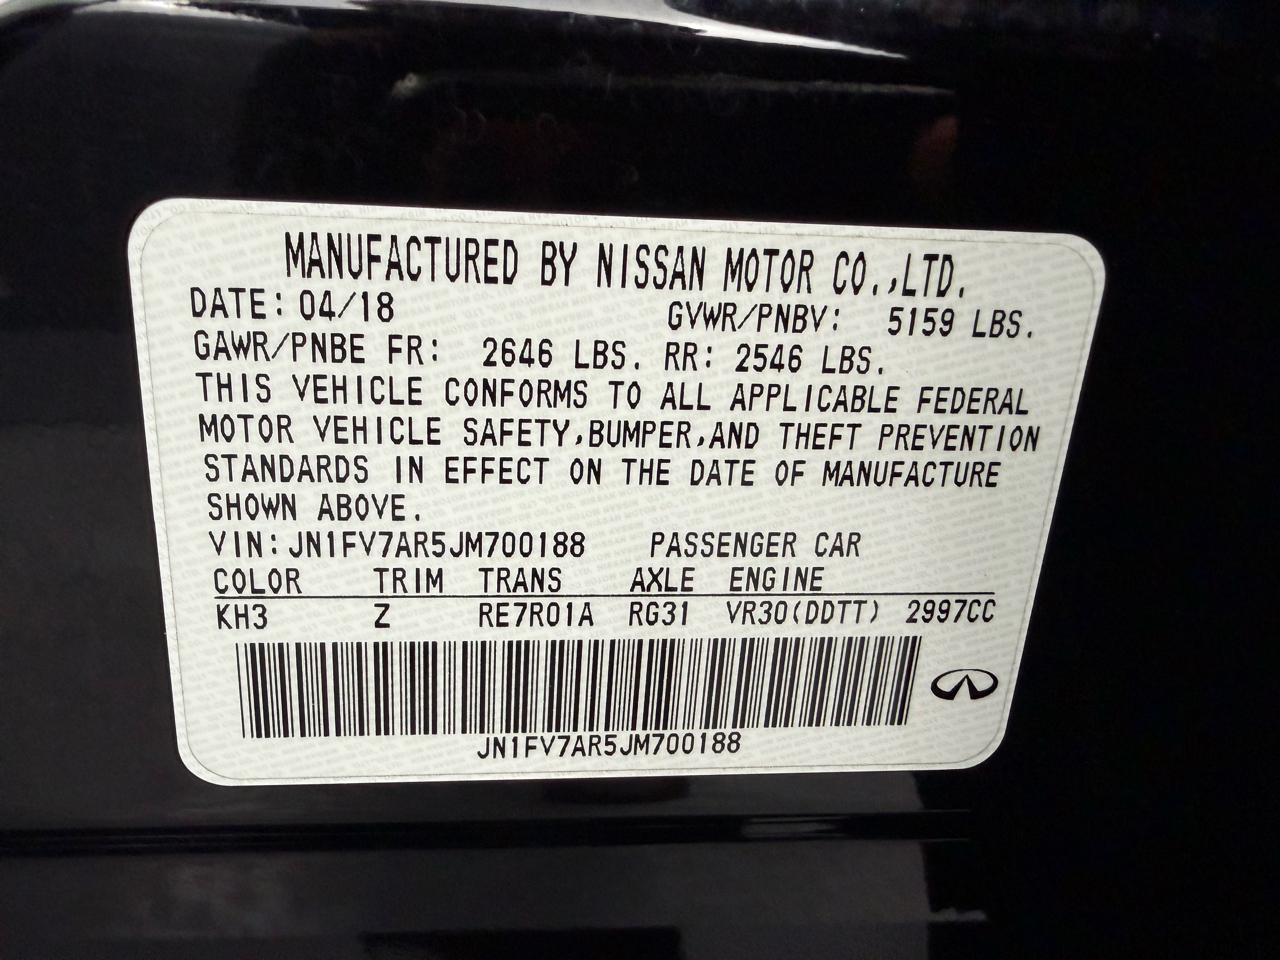 MANUFACTURED BY NISSAN MOTOR CO.,LTD.
DATE: 04/18 GVWR/PNBV: 5159 LBS.
GAWR/PNBE FR: 2646 LBS. RR: 2546 LBS.
THIS VEHICLE CONFORMS TO ALL APPLICABLE FEDERAL
MOTOR VEHICLE SAFETY,BUMPER,AND THEFT PREVENTION
STANDARDS IN EFFECT ON THE DATE OF MANUFACTURE
SHOWN ABOVE.
VIN: JN1FV7AR5JM700188 PASSENGER CAR
COLOR TRIM TRANS AXLE ENGINE
KH3 Z RE7R01A RG31 VR30(DDTT) 2997CC
JN1FV7AR5JM700188